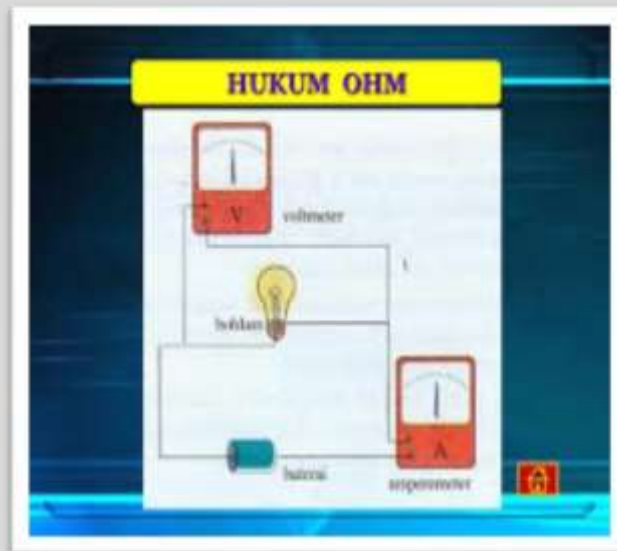 HUKUM OHM
V
voltmeter
bohlam
A
baterai
amperemeter